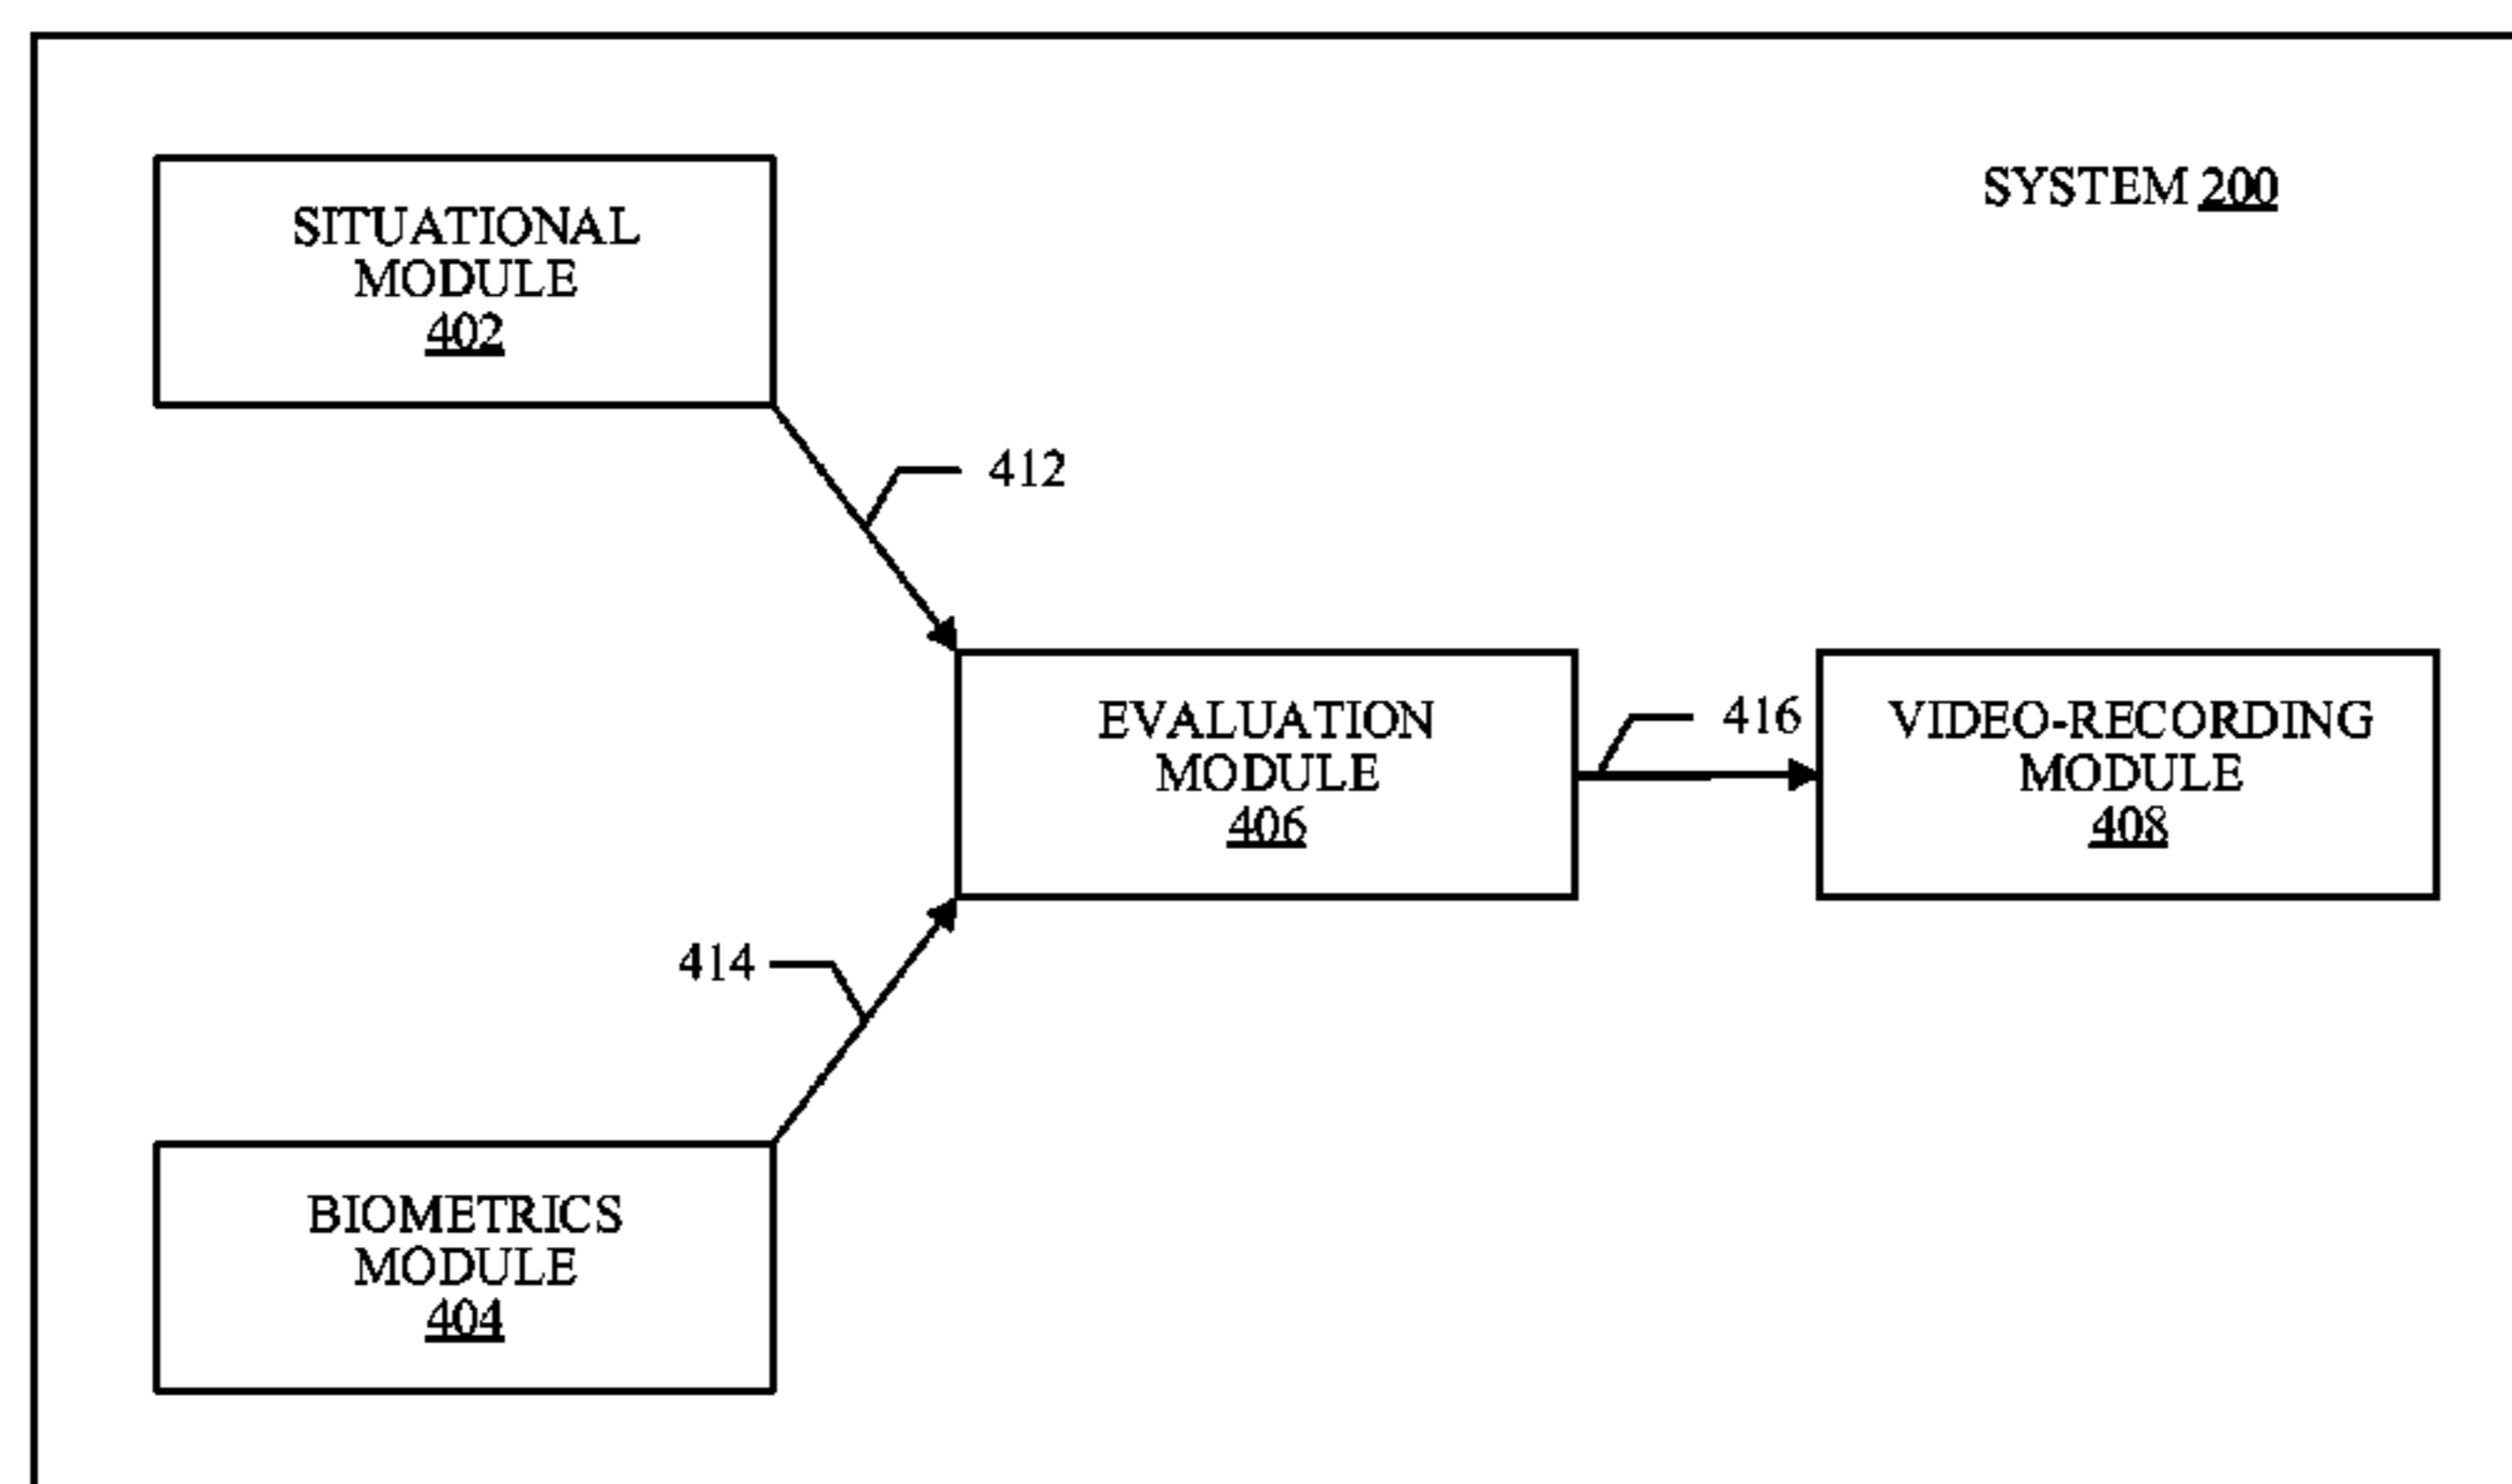 SYSTEM 200
SITUATIONAL
MODULE
402
412
EVALUATION
MODULE
406
416
VIDEO-RECORDING
MODULE
408
414
BIOMETRICS
MODULE
404